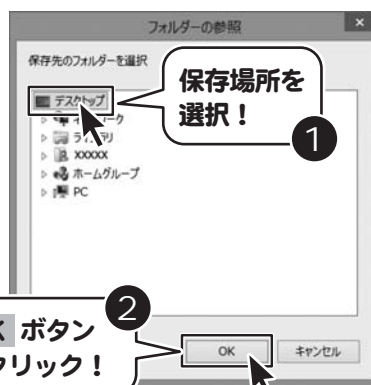 フォルダーの参照
保存先のフォルダーを選択
デスクトップ
保存場所を
選択！
1
ライブラリ
XXXXX
ホームグループ
PC
2
ボタン
クリック！
OK
キャンセル